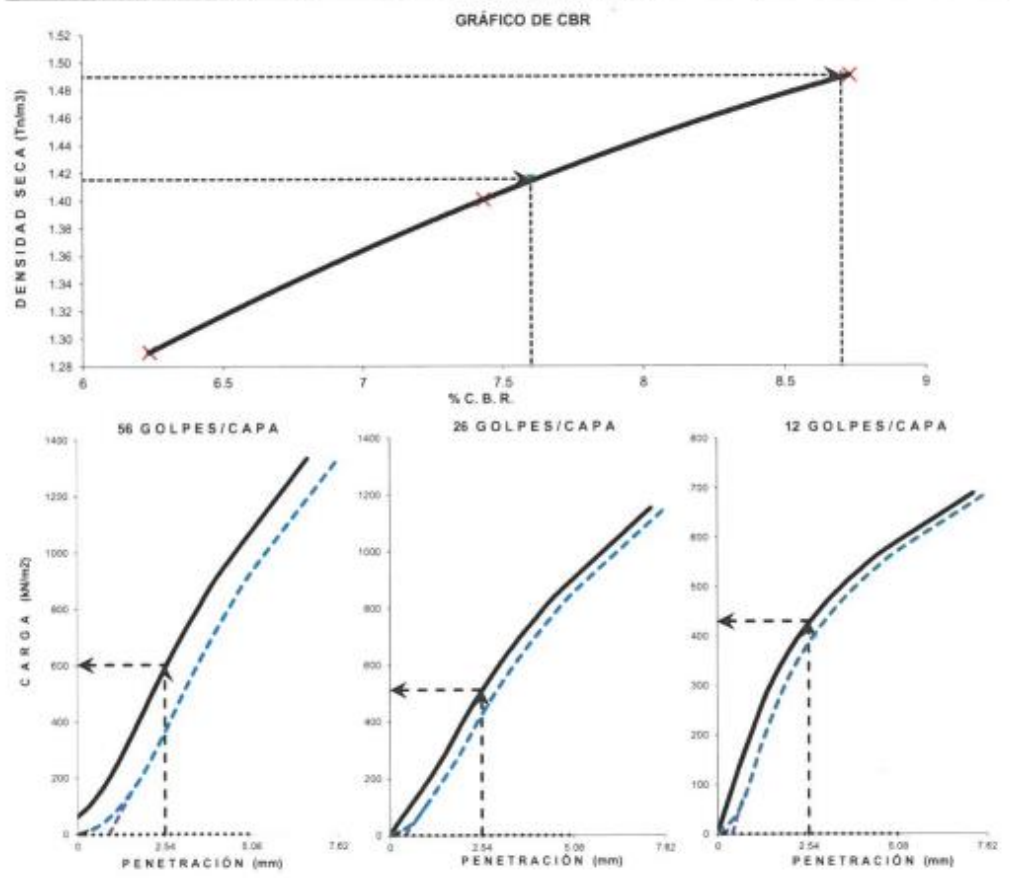 GRÁFICO DE CBR
DENSIDAD SECA (Tn/m3)
1.52
1.50
1.48
1.46
1.44
1.42
1.40
1.38
1.36
1.34
1.32
1.30
1.28
6 6.5 7 7.5 8 8.5 9
% C. B. R.
56 GOLPES/CAPA
CARGA (kN/m2)
1400
1200
1000
800
600
400
200
0
0 2.54 5.08 7.62
PENETRACIÓN (mm)
26 GOLPES/CAPA
1400
1200
1000
800
600
400
200
0
0 2.54 5.08 7.62
PENETRACIÓN (mm)
12 GOLPES/CAPA
800
700
600
500
400
300
200
100
0
0 2.54 5.08 7.62
PENETRACIÓN (mm)